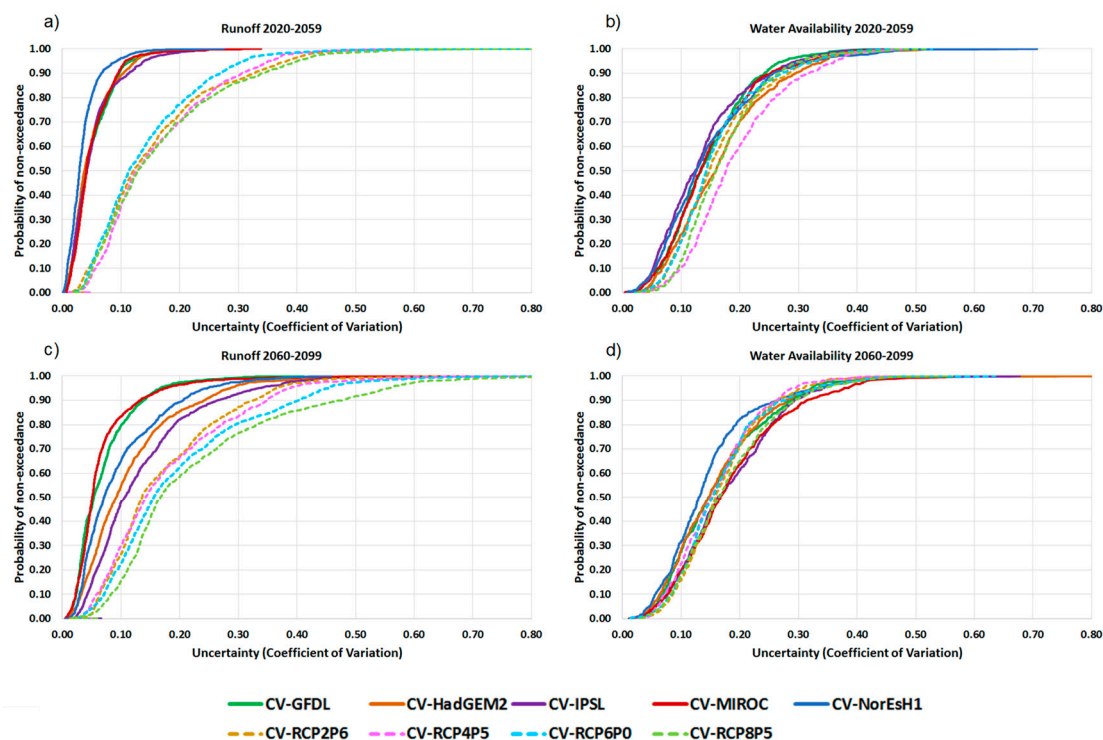 a)
Runoff 2020-2059
Probability of non-exceedance
1.00
0.90
0.80
0.70
0.60
0.50
0.40
0.30
0.20
0.10
0.00
0.00 0.10 0.20 0.30 0.40 0.50 0.60 0.70 0.80
Uncertainty (Coefficient of Variation)
b)
Water Availability 2020-2059
Probability of non-exceedance
1.00
0.90
0.80
0.70
0.60
0.50
0.40
0.30
0.20
0.10
0.00
0.00 0.10 0.20 0.30 0.40 0.50 0.60 0.70 0.80
Uncertainty (Coefficient of Variation)
c)
Runoff 2060-2099
Probability of non-exceedance
1.00
0.90
0.80
0.70
0.60
0.50
0.40
0.30
0.20
0.10
0.00
0.00 0.10 0.20 0.30 0.40 0.50 0.60 0.70 0.80
Uncertainty (Coefficient of Variation)
d)
Water Availability 2060-2099
Probability of non-exceedance
1.00
0.90
0.80
0.70
0.60
0.50
0.40
0.30
0.20
0.10
0.00
0.00 0.10 0.20 0.30 0.40 0.50 0.60 0.70 0.80
Uncertainty (Coefficient of Variation)
CV-GFDL CV-HadGEM2 CV-IPSL CV-MIROC CV-NorEsH1
CV-RCP2P6 CV-RCP4P5 CV-RCP6P0 CV-RCP8P5